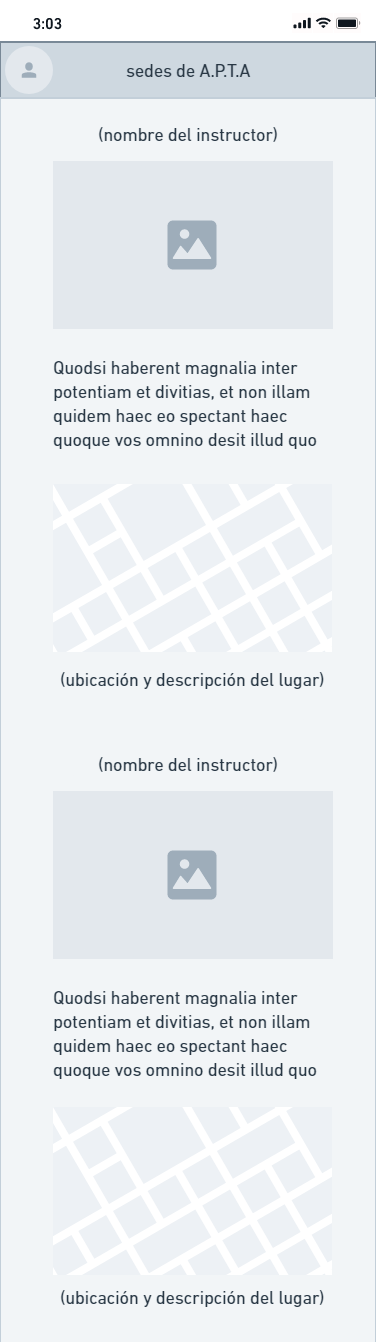 3:03
sedes de A.P.T.A
(nombre del instructor)
Quodsi haberent magnalia inter
potentiam et divitias, et non illam
quidem haec eo spectant haec
quoque vos omnino desit illud quo
(ubicación y descripción del lugar)
(nombre del instructor)
Quodsi haberent magnalia inter
potentiam et divitias, et non illam
quidem haec eo spectant haec
quoque vos omnino desit illud quo
(ubicación y descripción del lugar)